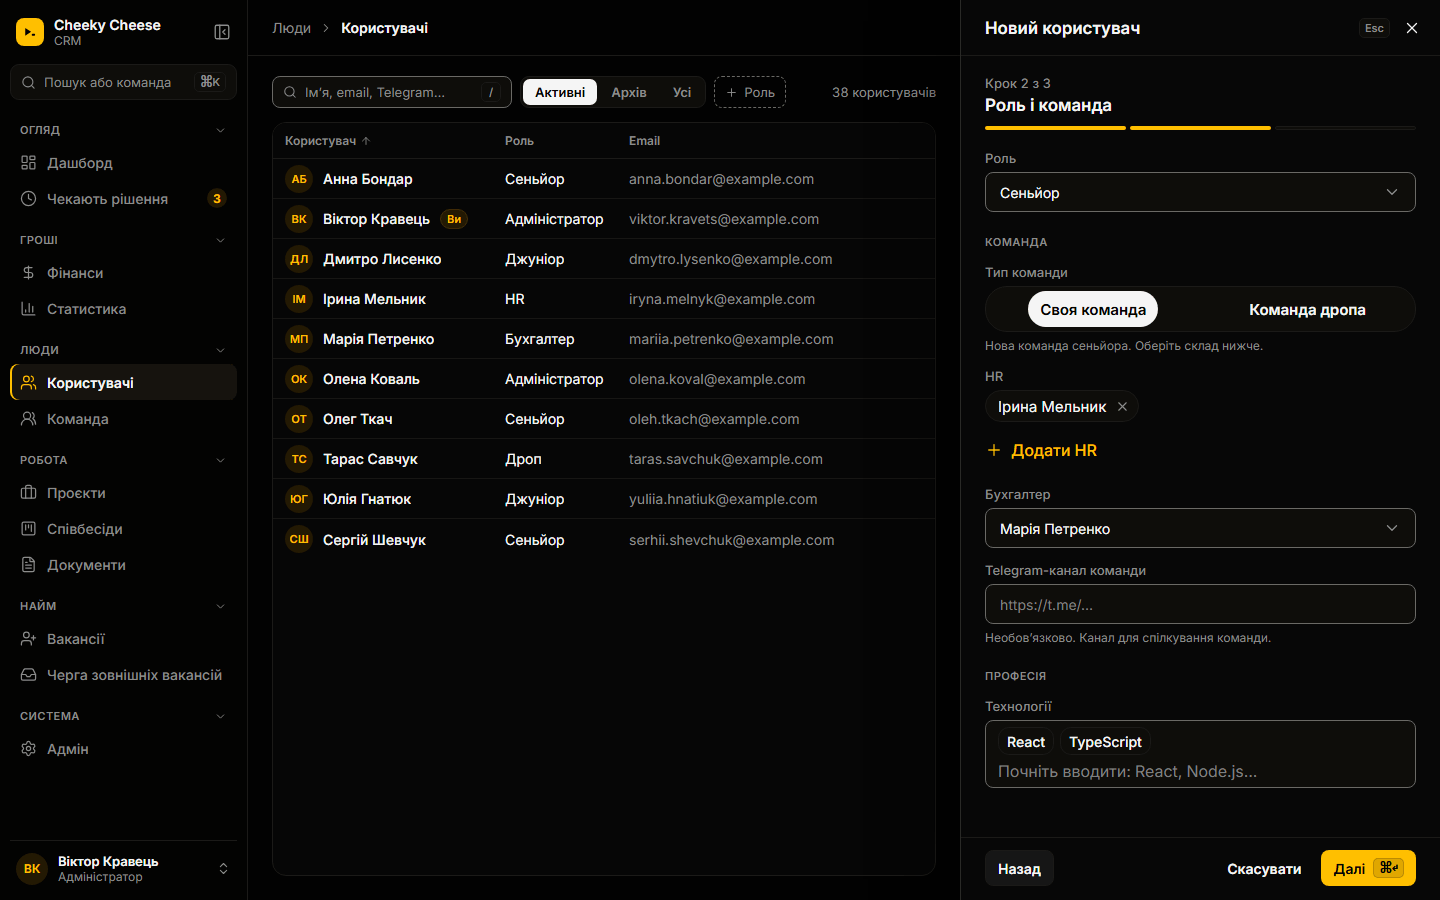 Cheeky Cheese
CRM
Пошук або команда ⌘K
ОГЛЯД
Дашборд
Чекають рішення 3
ГРОШІ
Фінанси
Статистика
ЛЮДИ
Користувачі
Команда
РОБОТА
Проєкти
Співбесіди
Документи
НАЙМ
Вакансії
Черга зовнішніх вакансій
СИСТЕМА
Адмін
ВК Віктор Кравець
Адміністратор
Люди > Користувачі
Ім'я, email, Telegram... /
Активні Архів Усі + Роль 38 користувачів
Користувач ↑ Роль Email
АБ Анна Бондар Сеньйор anna.bondar@example.com
ВК Віктор Кравець Ви Адміністратор viktor.kravets@example.com
ДЛ Дмитро Лисенко Джуніор dmytro.lysenko@example.com
ІМ Ірина Мельник HR iryna.melnyk@example.com
МП Марія Петренко Бухгалтер mariia.petrenko@example.com
ОК Олена Коваль Адміністратор olena.koval@example.com
ОТ Олег Ткач Сеньйор oleh.tkach@example.com
ТС Тарас Савчук Дроп taras.savchuk@example.com
ЮГ Юлія Гнатюк Джуніор yuliia.hnatiuk@example.com
СШ Сергій Шевчук Сеньйор serhii.shevchuk@example.com
Новий користувач Esc
Крок 2 з 3
Роль і команда
Роль
Сеньйор
КОМАНДА
Тип команди
Своя команда Команда дропа
Нова команда сеньйора. Оберіть склад нижче.
HR
Ірина Мельник
+ Додати HR
Бухгалтер
Марія Петренко
Telegram-канал команди
https://t.me/...
Необов'язково. Канал для спілкування команди.
ПРОФЕСІЯ
Технології
React TypeScript
Почніть вводити: React, Node.js...
Назад Скасувати Далі ⌘↵